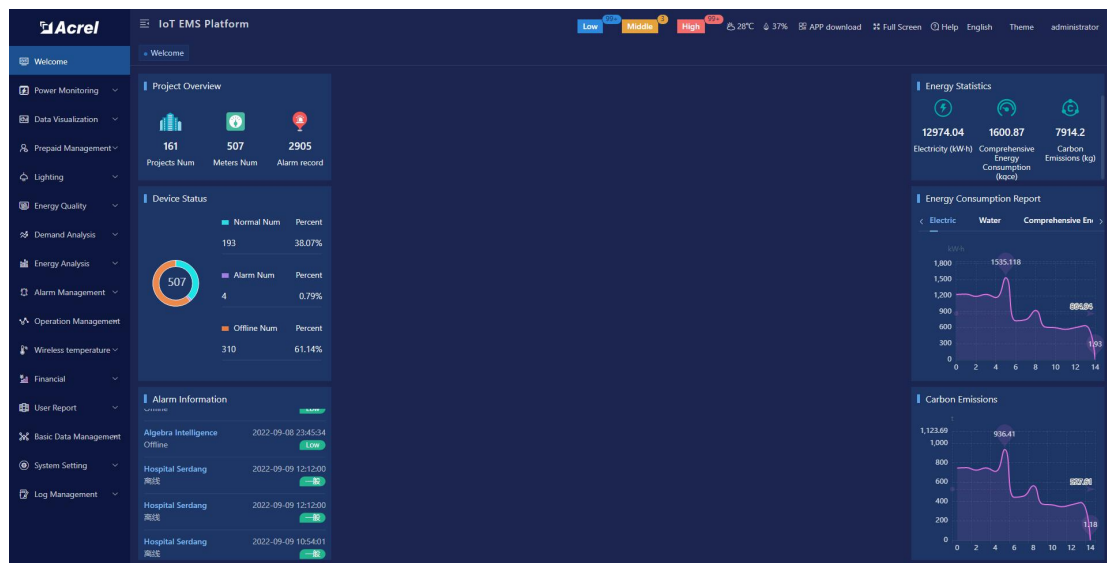 Acrel
IoT EMS Platform
Low 99+ Middle 3 High 99+ 28℃ 37% APP download Full Screen Help English Theme administrator
Welcome
Welcome
Power Monitoring
Data Visualization
Prepaid Management
Lighting
Energy Quality
Demand Analysis
Energy Analysis
Alarm Management
Operation Management
Wireless temperature
Financial
User Report
Basic Data Management
System Setting
Log Management
Project Overview
161 507 2905
Projects Num Meters Num Alarm record
Device Status
507
Normal Num Percent
193 38.07%
Alarm Num Percent
4 0.79%
Offline Num Percent
310 61.14%
Alarm Information
Offline Low
Algebra Intelligence 2022-09-08 23:45:34
Offline Low
Hospital Serdang 2022-09-09 12:12:00
离线 一般
Hospital Serdang 2022-09-09 12:12:00
离线 一般
Hospital Serdang 2022-09-09 10:54:01
离线 一般
Energy Statistics
12974.04 1600.87 7914.2
Electricity (kW·h) Comprehensive Energy Consumption (kgce) Carbon Emissions (kg)
Energy Consumption Report
Electric Water Comprehensive En
kW·h
1,800
1,500
1,200
900
600
300
0
1535.118
1.93
0 2 4 6 8 10 12 14
Carbon Emissions
1,123.69
1,000
800
600
400
200
0
936.41
1.18
0 2 4 6 8 10 12 14